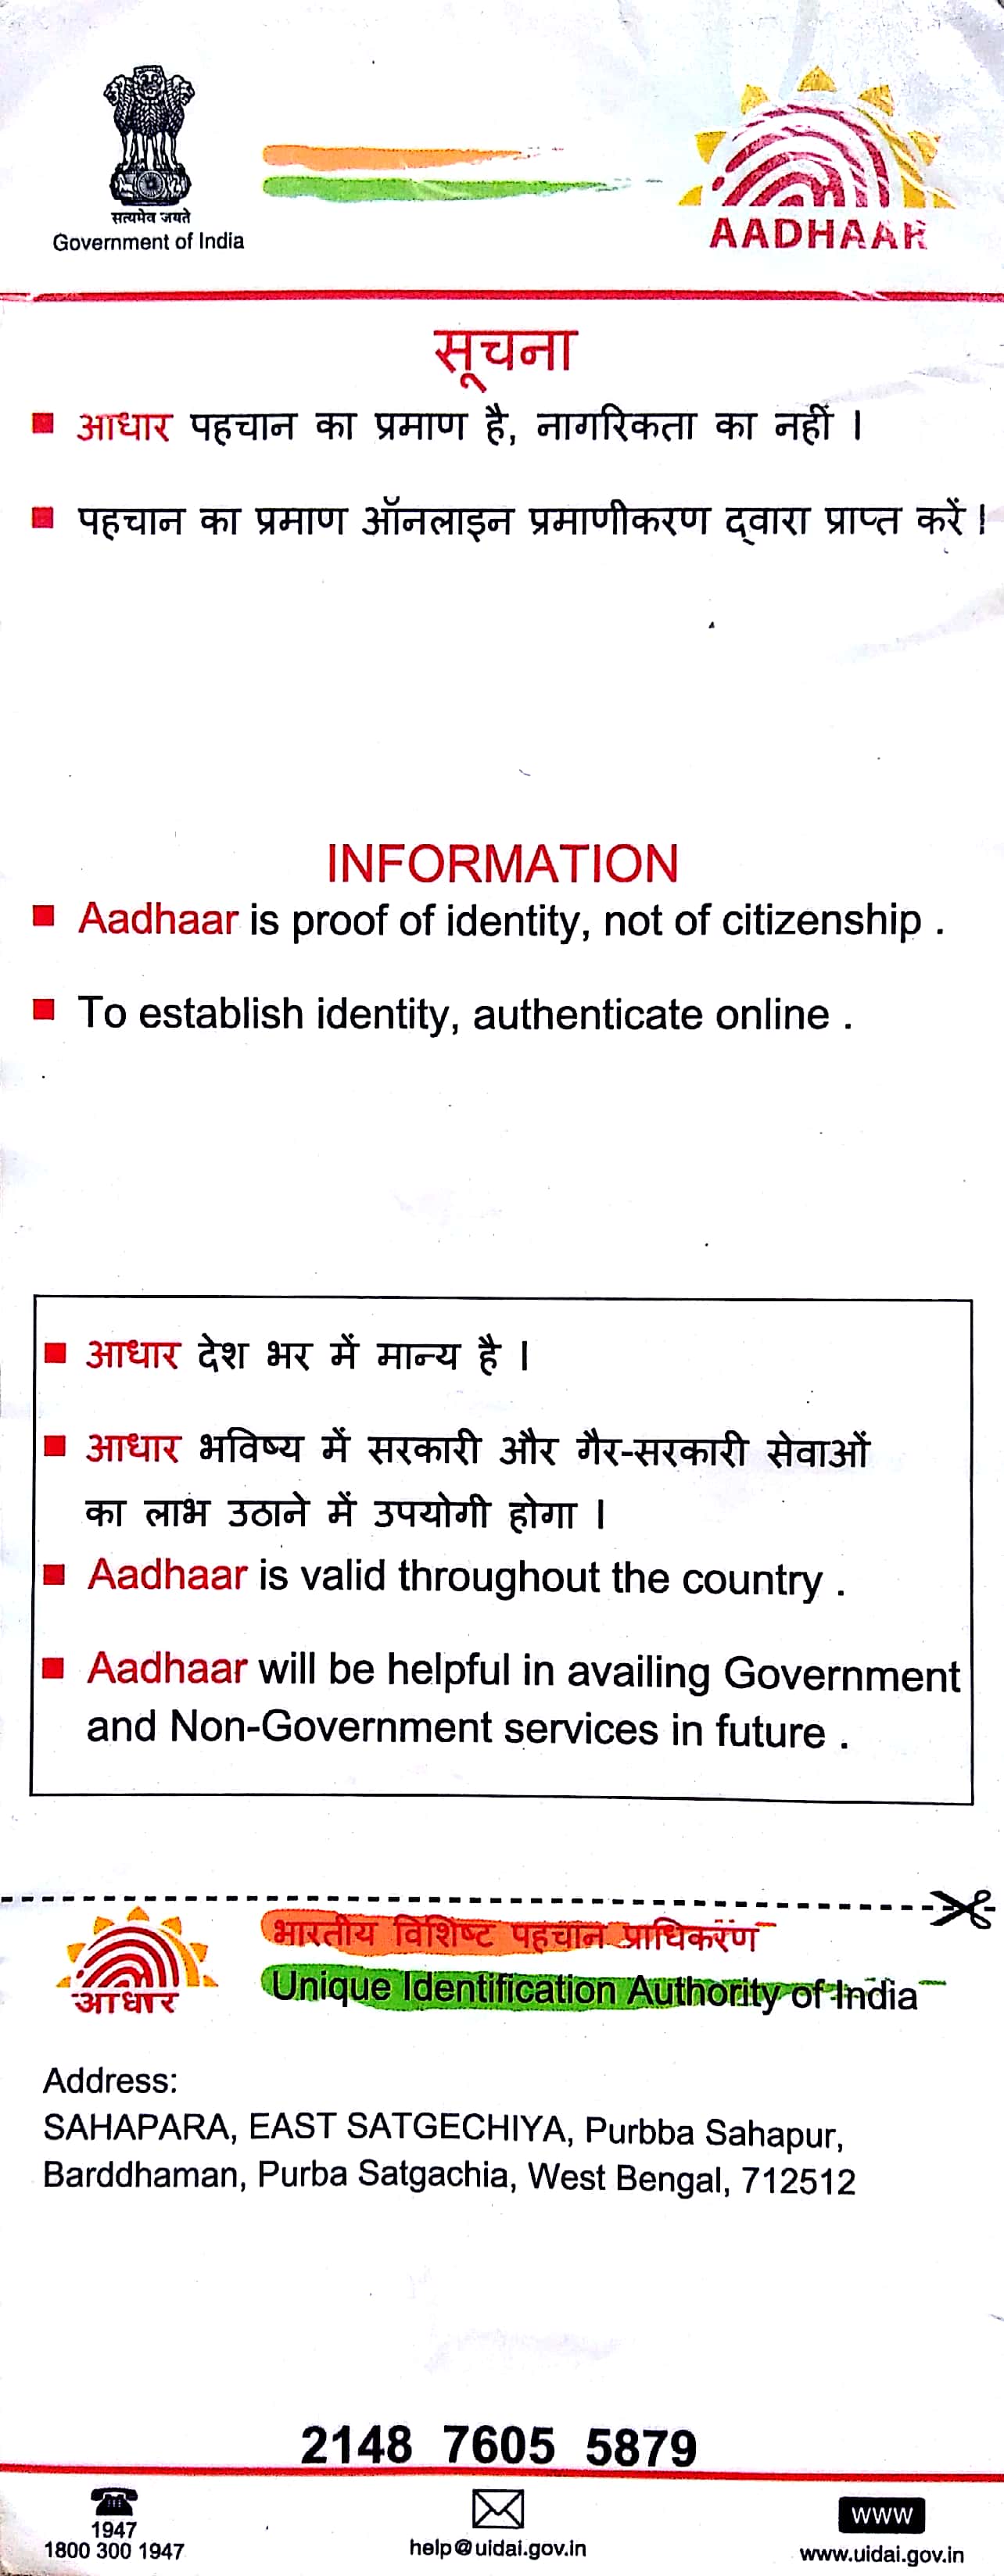 सत्यमेव जयते
Government of India
AADHAAR
सूचना
आधार पहचान का प्रमाण है, नागरिकता का नहीं ।
पहचान का प्रमाण ऑनलाइन प्रमाणीकरण द्वारा प्राप्त करें ।
INFORMATION
Aadhaar is proof of identity, not of citizenship .
To establish identity, authenticate online .
आधार देश भर में मान्य है ।
आधार भविष्य में सरकारी और गैर-सरकारी सेवाओं
का लाभ उठाने में उपयोगी होगा ।
Aadhaar is valid throughout the country .
Aadhaar will be helpful in availing Government
and Non-Government services in future .
भारतीय विशिष्ट पहचान प्राधिकरण
आधार
Unique Identification Authority of India
Address:
SAHAPARA, EAST SATGECHIYA, Purbba Sahapur,
Barddhaman, Purba Satgachia, West Bengal, 712512
2148 7605 5879
1947
1800 300 1947
help@uidai.gov.in
WWW
www.uidai.gov.in